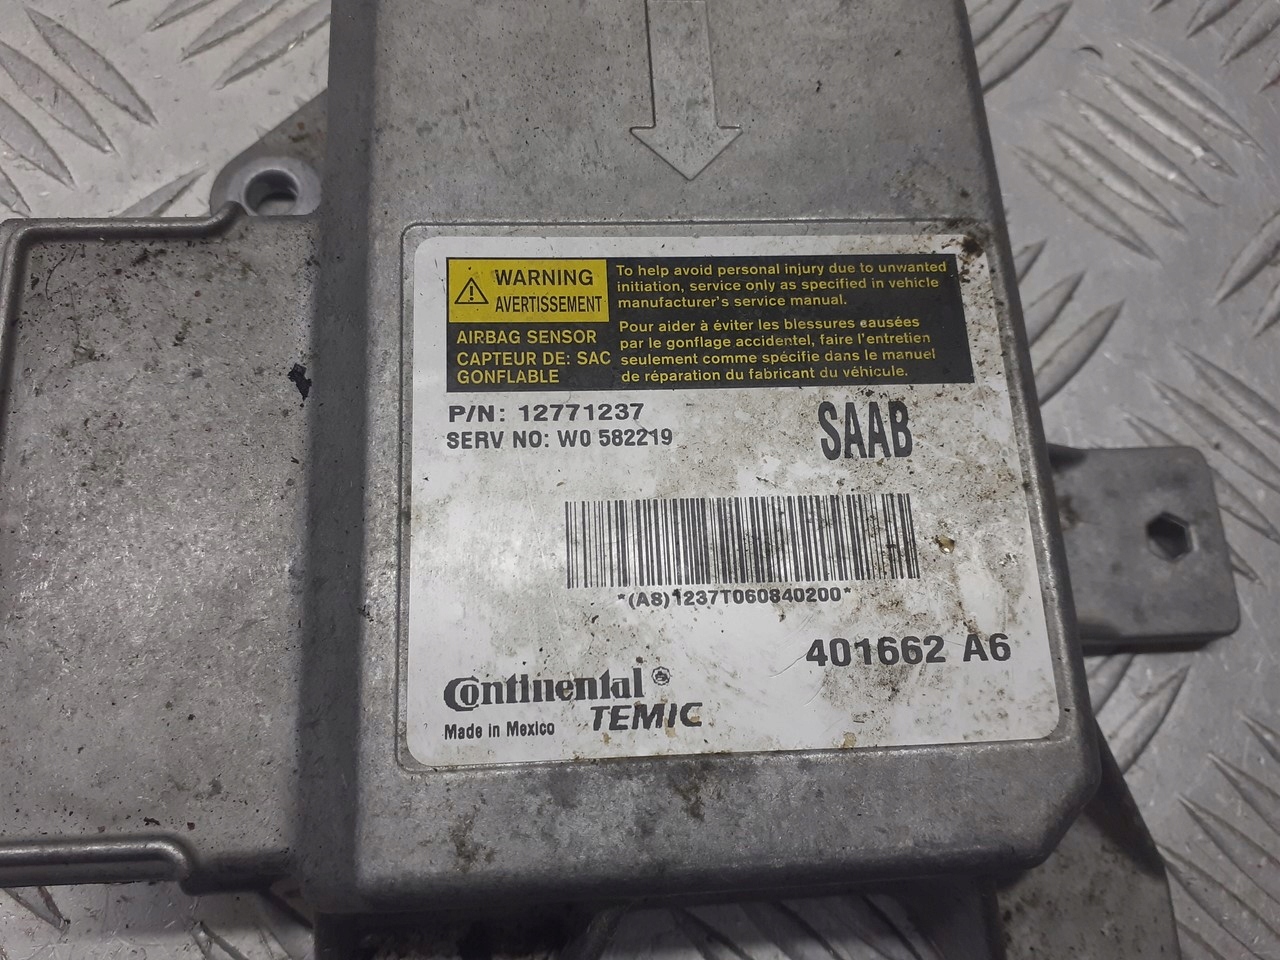 WARNING
AVERTISSEMENT
AIRBAG SENSOR
CAPTEUR DE: SAC
GONFLABLE
To help avoid personal injury due to unwanted
initiation, service only as specified in vehicle
manufacturer's service manual.
Pour aider à éviter les blessures causées
par le gonflage accidentel, faire l'entretien
seulement comme spécifie dans le manuel
de réparation du fabricant du véhicule.
P/N: 12771237
SERV NO: W0 582219
SAAB
*(A8)1237T060840200*
401662 A6
Continental
TEMIC
Made in Mexico